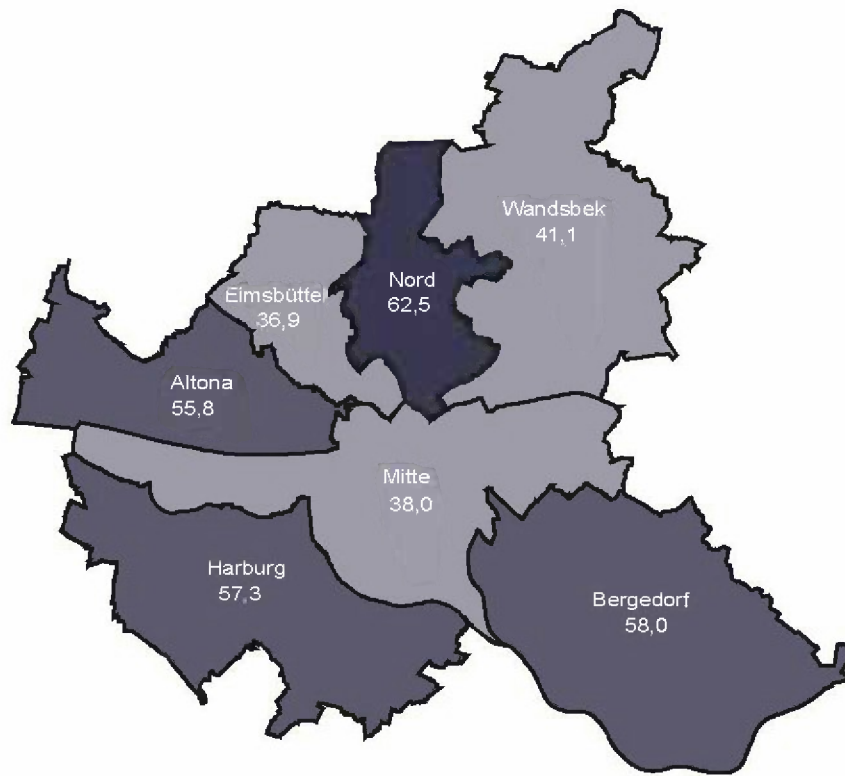 Wandsbek
41,1
Nord
62,5
Eimsbüttel
36,9
Altona
55,8
Mitte
38,0
Harburg
57,3
Bergedorf
58,0